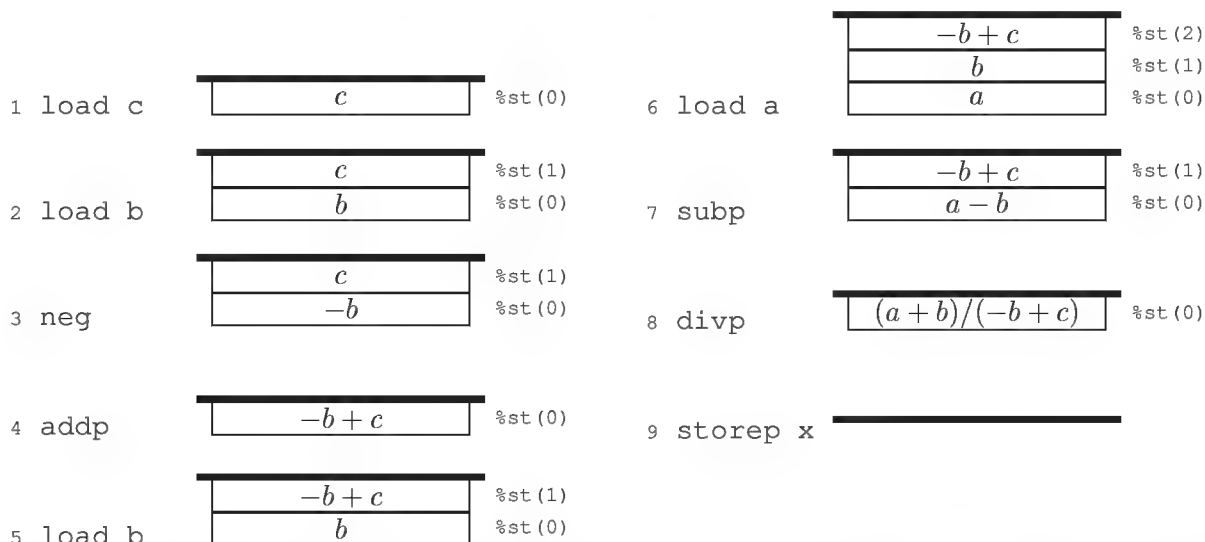 1 load c c %st(0)
2 load b c %st(1)
b %st(0)
3 neg c %st(1)
−b %st(0)
4 addp −b + c %st(0)
5 load b −b + c %st(1)
b %st(0)
6 load a −b + c %st(2)
b %st(1)
a %st(0)
7 subp −b + c %st(1)
a − b %st(0)
8 divp (a + b)/(−b + c) %st(0)
9 storep x